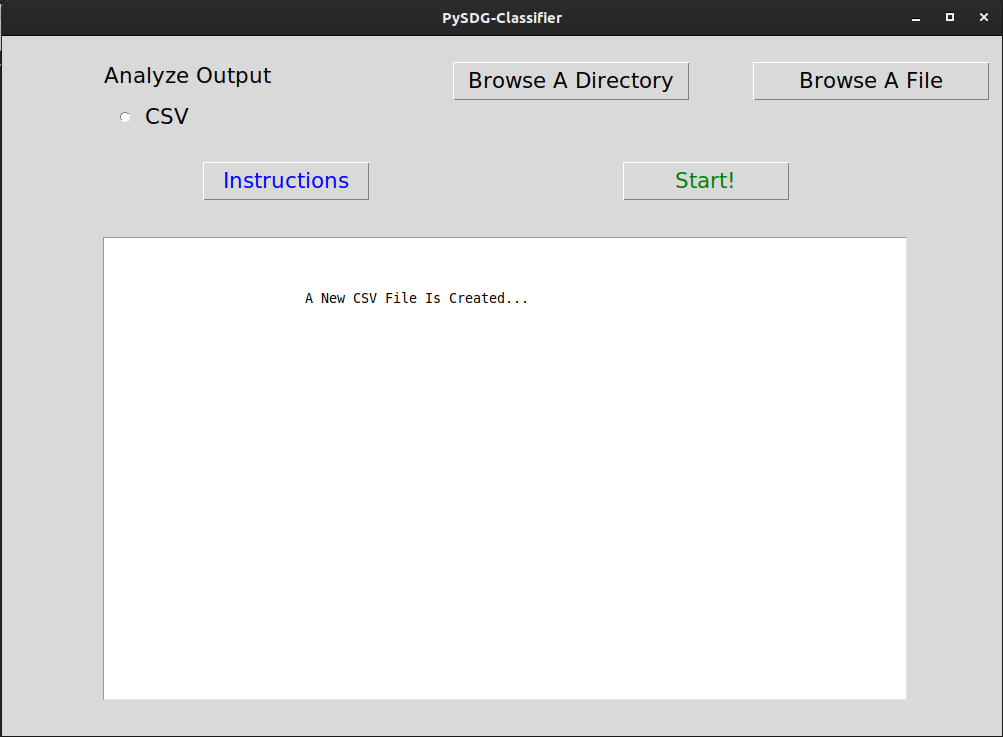 PySDG-Classifier
Analyze Output
Browse A Directory
Browse A File
CSV
Instructions
Start!
A New CSV File Is Created...